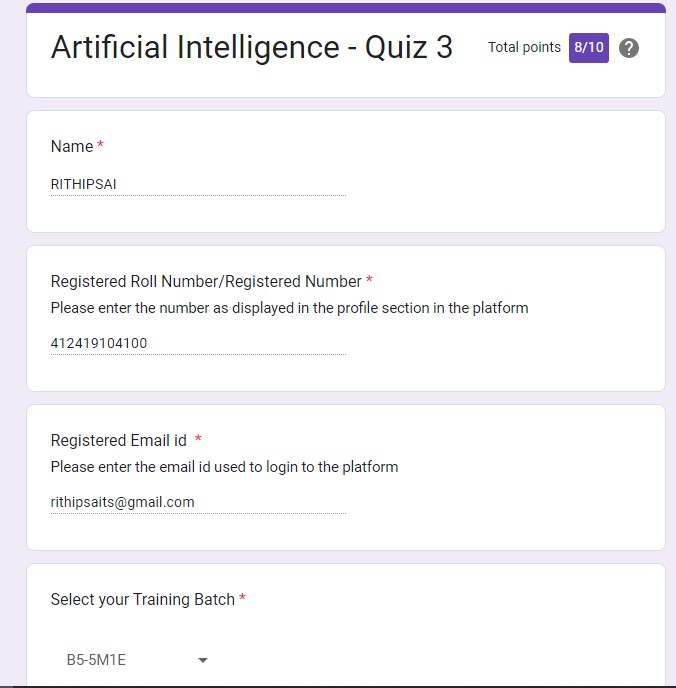 Artificial Intelligence - Quiz 3
Total points 8/10 ?
Name *
RITHIPSAI
Registered Roll Number/Registered Number *
Please enter the number as displayed in the profile section in the platform
412419104100
Registered Email id *
Please enter the email id used to login to the platform
rithipsaits@gmail.com
Select your Training Batch *
B5-5M1E